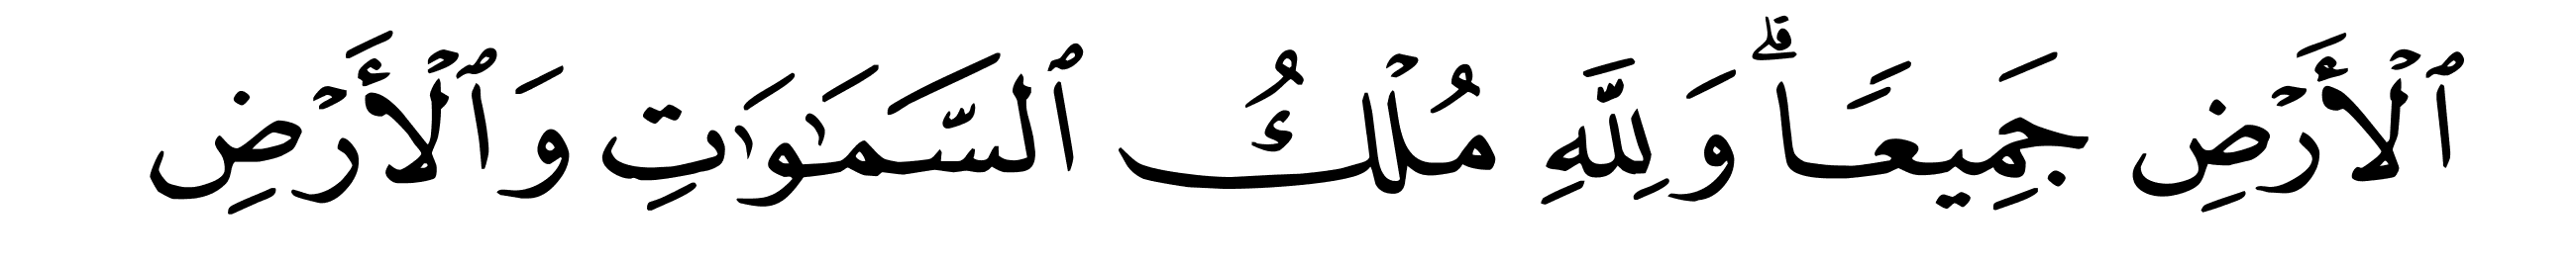 ٱلْأَرْضِ جَمِيعَاۗ وَلِلَّهِ مُلْكُ ٱلسَّمَـٰوَٰتِ وَٱلْأَرْضِ